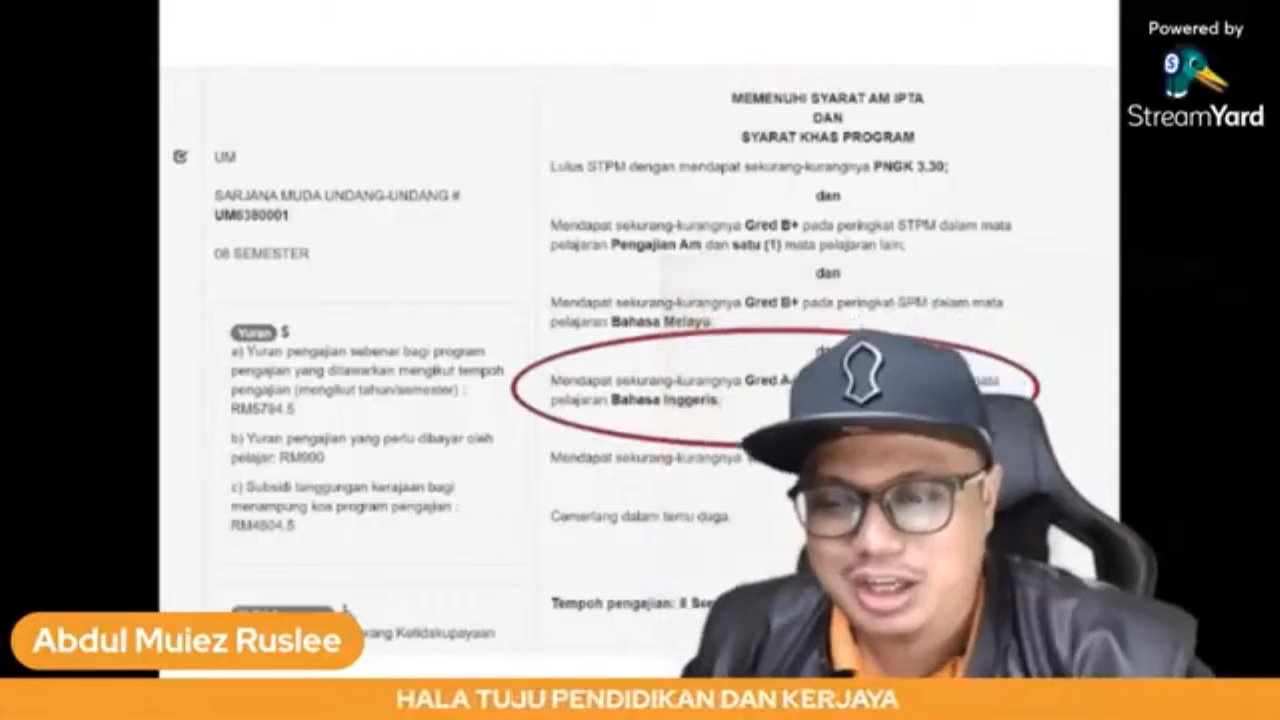 Powered by
StreamYard
MEMENUHI SYARAT AM IPTA
DAN
SYARAT KHAS PROGRAM
UM
SARJANA MUDA UNDANG-UNDANG #
UM6380001
08 SEMESTER
Yuran $
a) Yuran pengajian sebenar bagi program
pengajian yang ditawarkan mengikut tempoh
pengajian (mengikut tahun/semester) :
RM5794.5
b) Yuran pengajian yang perlu dibayar oleh
pelajar: RM990
c) Subsidi tanggungan kerajaan bagi
menampung kos program pengajian :
RM4804.5
Ketidakupayaan
Lulus STPM dengan mendapat sekurang-kurangnya PNGK 3.30;
dan
Mendapat sekurang-kurangnya Gred B+ pada peringkat STPM dalam mata
pelajaran Pengajian Am dan satu (1) mata pelajaran lain;
dan
Mendapat sekurang-kurangnya Gred B+ pada peringkat SPM dalam mata
pelajaran Bahasa Melayu
Mendapat sekurang-kurangnya Gred A
pelajaran Bahasa Inggeris
Mendapat sekurang-kurangnya
Cemerlang dalam temu duga.
Tempoh pengajian:
Abdul Muiez Ruslee
HALA TUJU PENDIDIKAN DAN KERJAYA